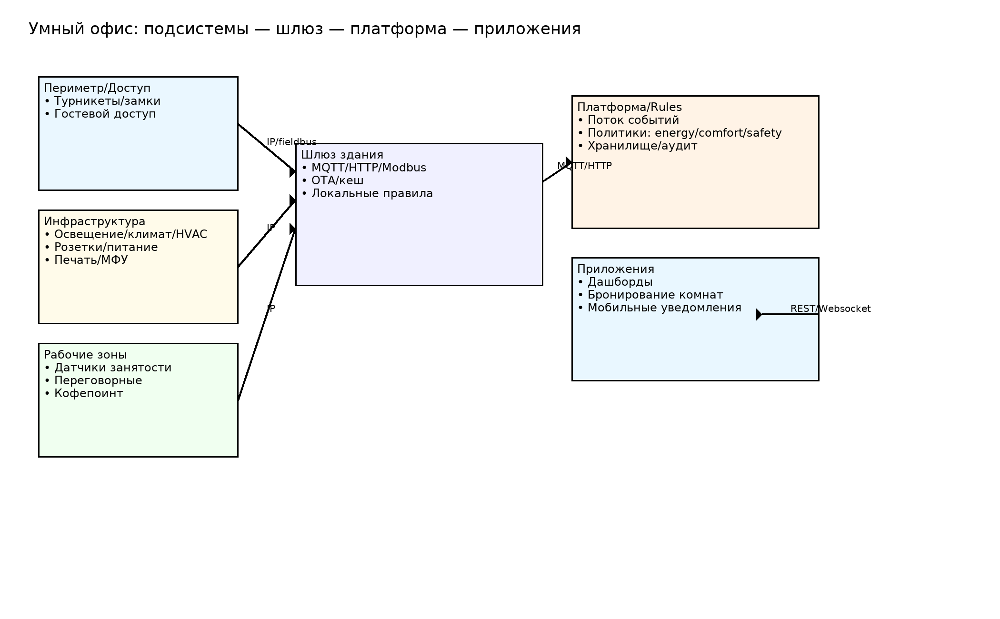 Умный офис: подсистемы — шлюз — платформа — приложения
Периметр/Доступ
• Турникеты/замки
• Гостевой доступ
IP/fieldbus
Инфраструктура
• Освещение/климат/HVAC
• Розетки/питание
• Печать/МФУ
IP
Рабочие зоны
• Датчики занятости
• Переговорные
• Кофепоинт
IP
Шлюз здания
• MQTT/HTTP/Modbus
• OTA/кеш
• Локальные правила
MQTT/HTTP
Платформа/Rules
• Поток событий
• Политики: energy/comfort/safety
• Хранилище/аудит
Приложения
• Дашборды
• Бронирование комнат
• Мобильные уведомления
REST/Websocket